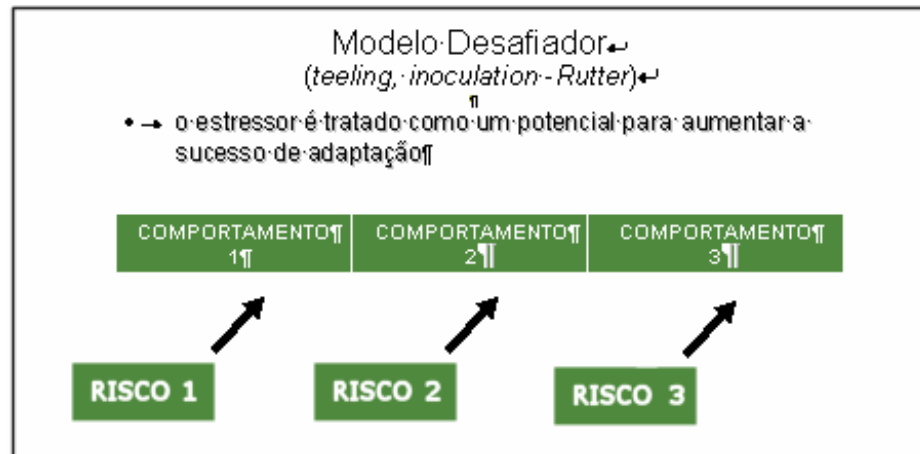 Modelo·Desafiador↵
(teeling,·inoculation·-·Rutter)↵
¶
•→ o·estressor·é·tratado·como·um·potencial·para·aumentar·a·
sucesso·de·adaptação¶
COMPORTAMENTO¶ COMPORTAMENTO¶ COMPORTAMENTO¶
1¶ 2¶ 3¶
RISCO 1 RISCO 2 RISCO 3